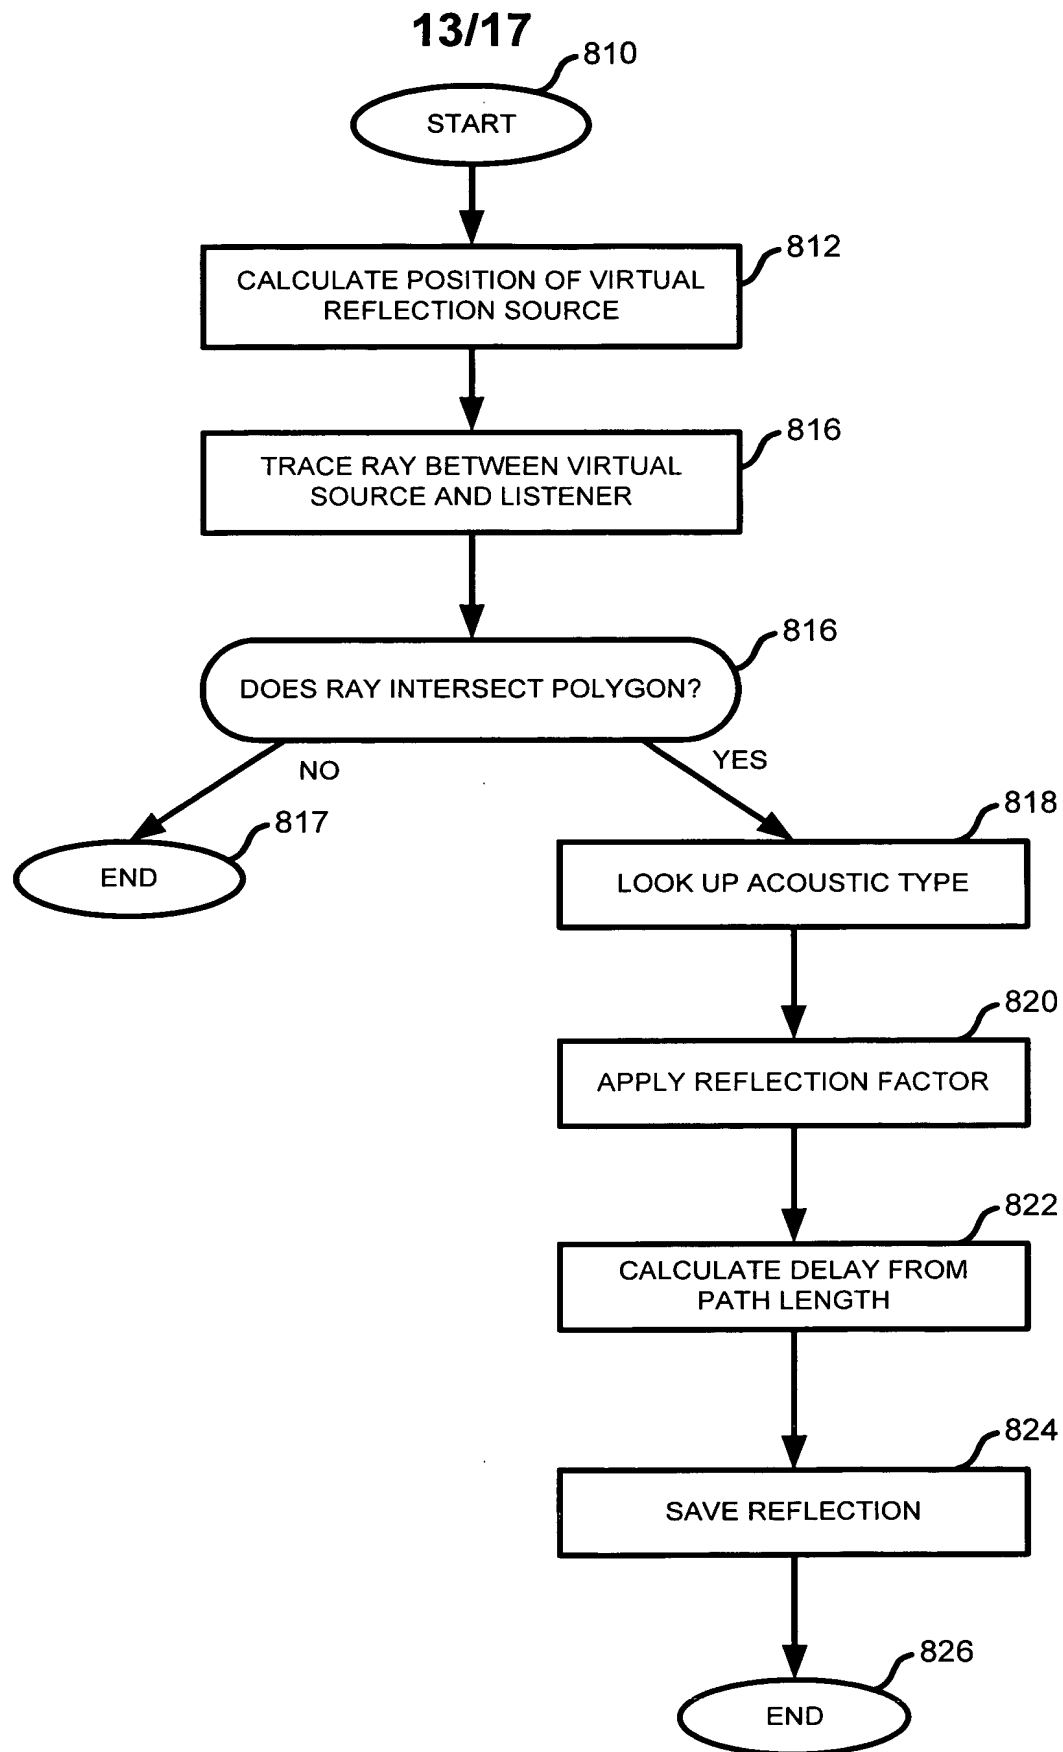 13/17
810
START
812
CALCULATE POSITION OF VIRTUAL
REFLECTION SOURCE
816
TRACE RAY BETWEEN VIRTUAL
SOURCE AND LISTENER
816
DOES RAY INTERSECT POLYGON?
NO
YES
817
END
818
LOOK UP ACOUSTIC TYPE
820
APPLY REFLECTION FACTOR
822
CALCULATE DELAY FROM
PATH LENGTH
824
SAVE REFLECTION
826
END